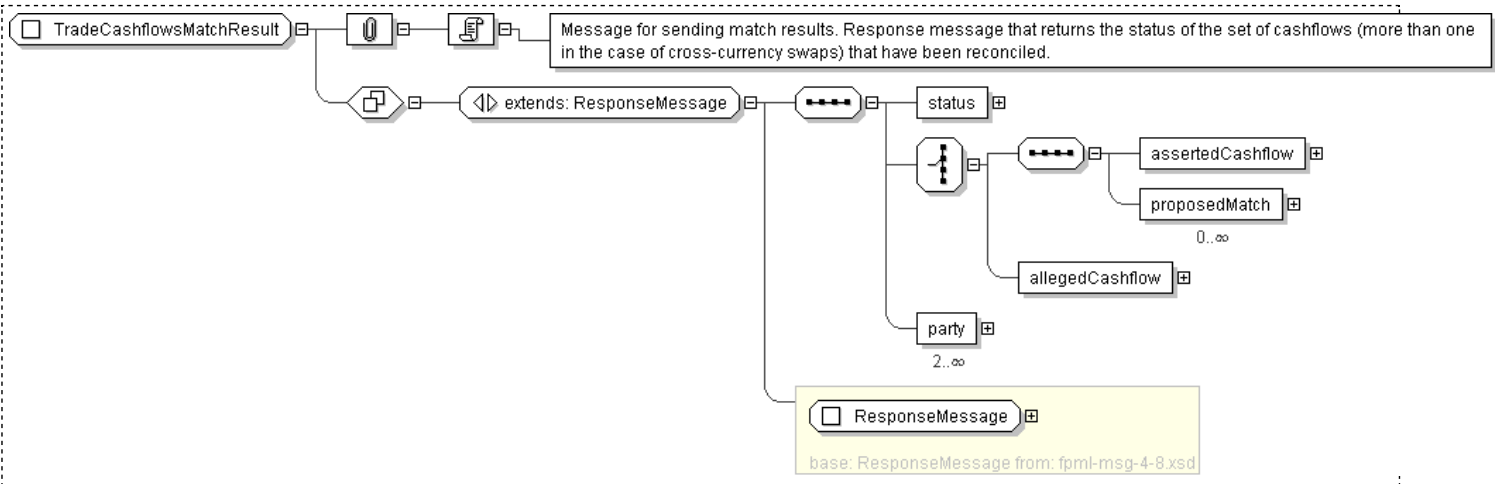 TradeCashflowsMatchResult
Message for sending match results. Response message that returns the status of the set of cashflows (more than one
in the case of cross-currency swaps) that have been reconciled.
extends: ResponseMessage
status
assertedCashflow
proposedMatch
0..∞
allegedCashflow
party
2..∞
ResponseMessage
base: ResponseMessage from: fpml-msg-4-8.xsd